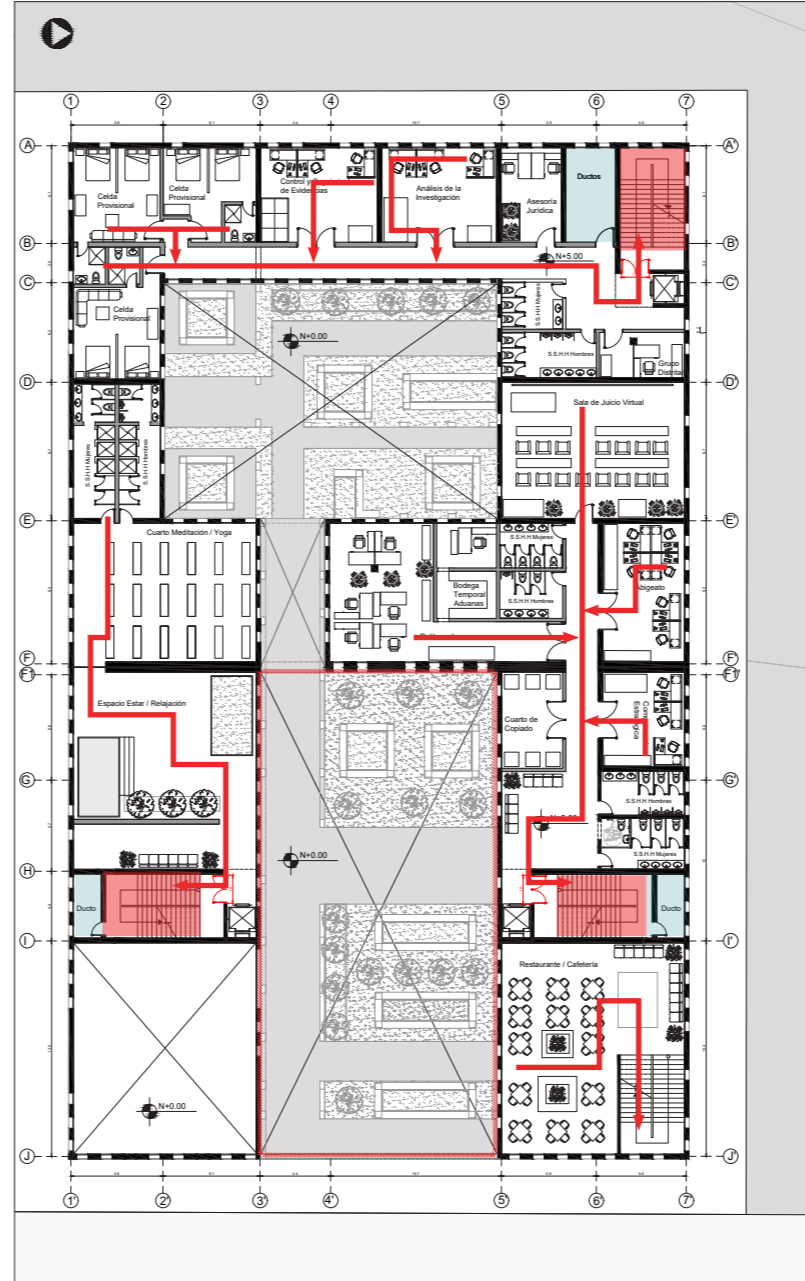 1
2
3
4
5
6
7
A
A'
Celda
Provisional
Celda
Provisional
Control y
de Evidencias
Análisis de la
Investigación
Asesoría
Jurídica
Ductos
B
B'
N+5.00
C
C'
Celda
Provisional
N+0.00
S.S.H.H Mujeres
S.S.H.H Hombres
Grupo
Distrital
D
D'
Sala de Juicio Virtual
S.S.H.H Mujeres
S.S.H.H Hombres
E
E'
Cuarto Meditación / Yoga
Bodega
Temporal
Aduanas
S.S.H.H Mujeres
S.S.H.H Hombres
Abigeato
F
F'
F1
F1'
Espacio Estar / Relajación
Cuarto de
Copiado
Estratégica
G
G'
S.S.H.H Hombres
S.S.H.H Mujeres
N+0.00
H
H'
Ducto
Ducto
I
I'
Restaurante / Cafetería
N+0.00
J
J'
1'
2'
3'
4'
5'
6'
7'